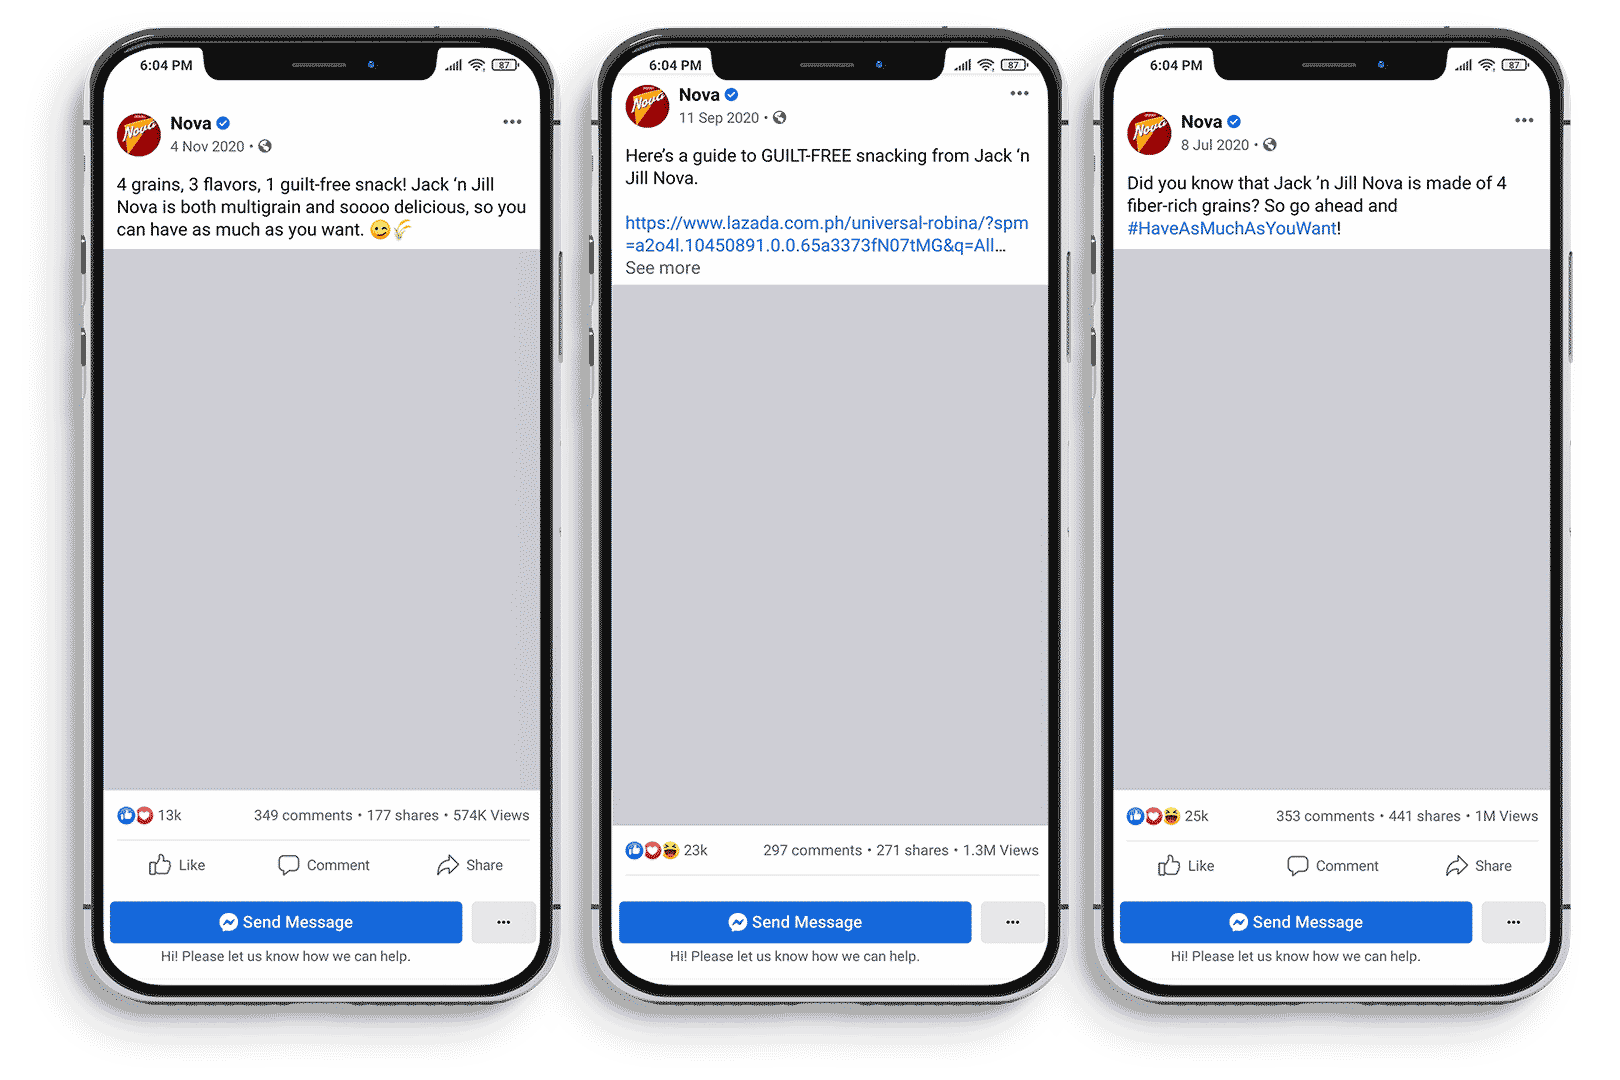 6:04 PM
87
Nova
Nova
4 Nov 2020
4 grains, 3 flavors, 1 guilt-free snack! Jack ‘n Jill
Nova is both multigrain and soooo delicious, so you
can have as much as you want. 😉
13k
349 comments • 177 shares • 574K Views
Like
Comment
Share
Send Message
Hi! Please let us know how we can help.
6:04 PM
87
Nova
Nova
11 Sep 2020
Here’s a guide to GUILT-FREE snacking from Jack ‘n
Jill Nova.
https://www.lazada.com.ph/universal-robina/?spm
=a2o4l.10450891.0.0.65a3373fN07tMG&q=All...
See more
23k
297 comments • 271 shares • 1.3M Views
Send Message
Hi! Please let us know how we can help.
6:04 PM
87
Nova
Nova
8 Jul 2020
Did you know that Jack ’n Jill Nova is made of 4
fiber-rich grains? So go ahead and
#HaveAsMuchAsYouWant!
25k
353 comments • 441 shares • 1M Views
Like
Comment
Share
Send Message
Hi! Please let us know how we can help.